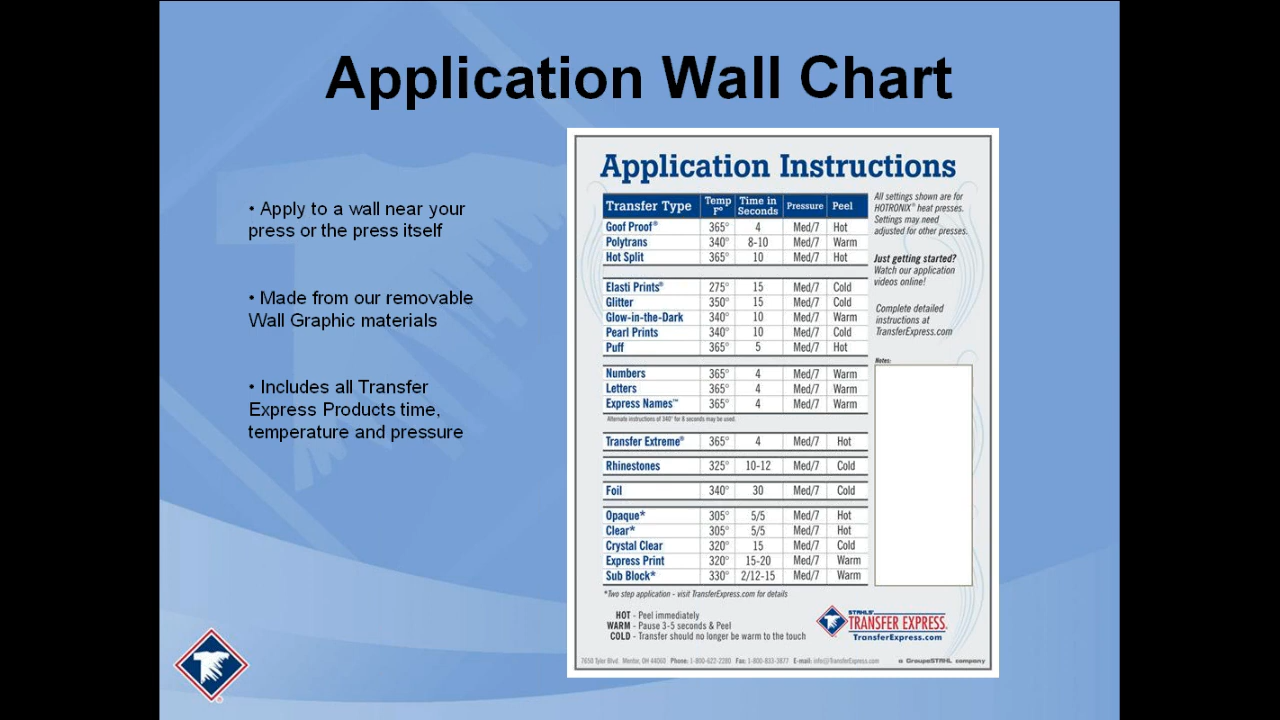 Application Wall Chart
• Apply to a wall near your
press or the press itself
• Made from our removable
Wall Graphic materials
• Includes all Transfer
Express Products time,
temperature and pressure
Application Instructions
Transfer Type Temp F° Time in Seconds Pressure Peel
Goof Proof® 365° 4 Med/7 Hot
Polytrans 340° 8-10 Med/7 Warm
Hot Split 365° 10 Med/7 Hot
Elasti Prints® 275° 15 Med/7 Cold
Glitter 350° 15 Med/7 Cold
Glow-in-the-Dark 340° 10 Med/7 Warm
Pearl Prints 340° 10 Med/7 Cold
Puff 365° 5 Med/7 Hot
Numbers 365° 4 Med/7 Warm
Letters 365° 4 Med/7 Warm
Express Names™ 365° 4 Med/7 Warm
Alternate instructions of 340° for 8 seconds may be used.
Transfer Extreme® 365° 4 Med/7 Hot
Rhinestones 325° 10-12 Med/7 Cold
Foil 340° 30 Med/7 Cold
Opaque* 305° 5/5 Med/7 Hot
Clear* 305° 5/5 Med/7 Hot
Crystal Clear 320° 15 Med/7 Cold
Express Print 320° 15-20 Med/7 Warm
Sub Block* 330° 2/12-15 Med/7 Warm
*Two step application - visit TransferExpress.com for details
HOT - Peel immediately
WARM - Pause 3-5 seconds & Peel
COLD - Transfer should no longer be warm to the touch
All settings shown are for
HOTRONIX® heat presses.
Settings may need
adjusted for other presses.
Just getting started?
Watch our application
videos online!
Complete detailed
instructions at
TransferExpress.com
Notes:
STAHLS'
TRANSFER EXPRESS.
TransferExpress.com
7650 Tyler Blvd. Mentor, OH 44060 Phone: 1-800-622-2280 Fax: 1-800-833-3877 E-mail: info@TransferExpress.com a GroupeSTAHL company